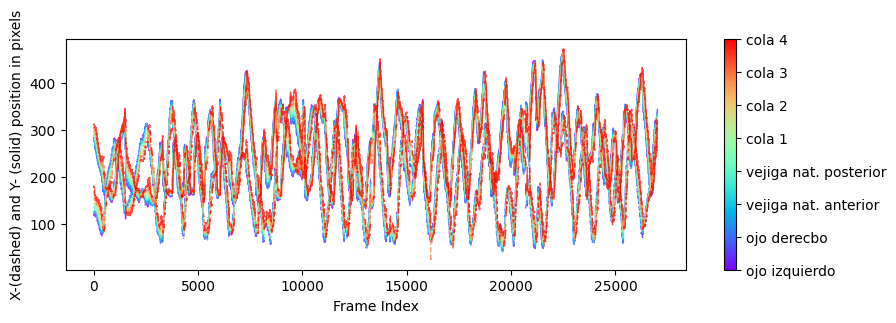 X-(dashed) and Y- (solid) position in pixels
400
300
200
100
0
5000
10000
15000
20000
25000
Frame Index
cola 4
cola 3
cola 2
cola 1
vejiga nat. posterior
vejiga nat. anterior
ojo derecbo
ojo izquierdo